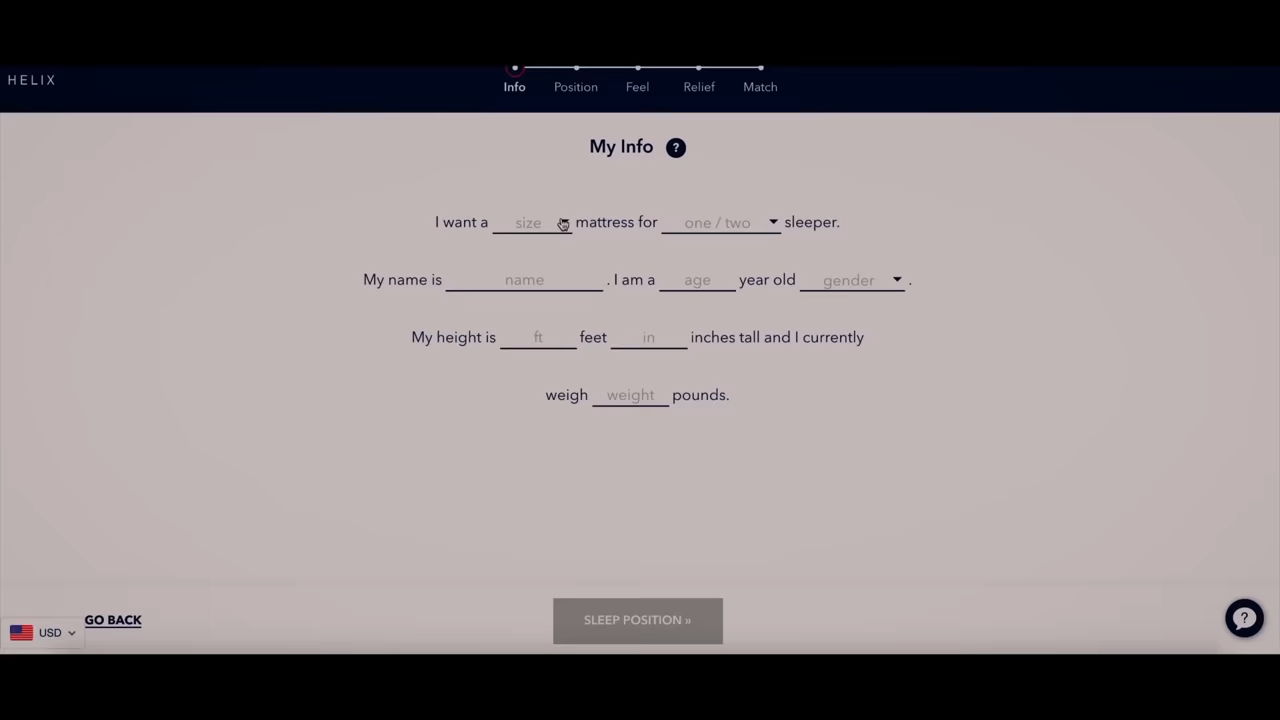 HELIX
Info Position Feel Relief Match
My Info ?
I want a size mattress for one / two sleeper.
My name is name . I am a age year old gender .
My height is ft feet in inches tall and I currently
weigh weight pounds.
GO BACK
USD
SLEEP POSITION »
?